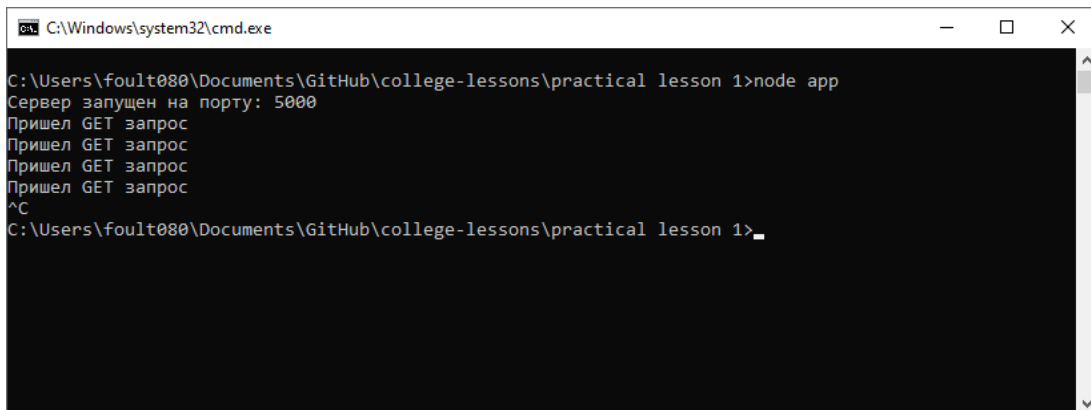 C:\Windows\system32\cmd.exe
C:\Users\foult080\Documents\GitHub\college-lessons\practical lesson 1>node app
Сервер запущен на порту: 5000
Пришел GET запрос
Пришел GET запрос
Пришел GET запрос
Пришел GET запрос
^C
C:\Users\foult080\Documents\GitHub\college-lessons\practical lesson 1>